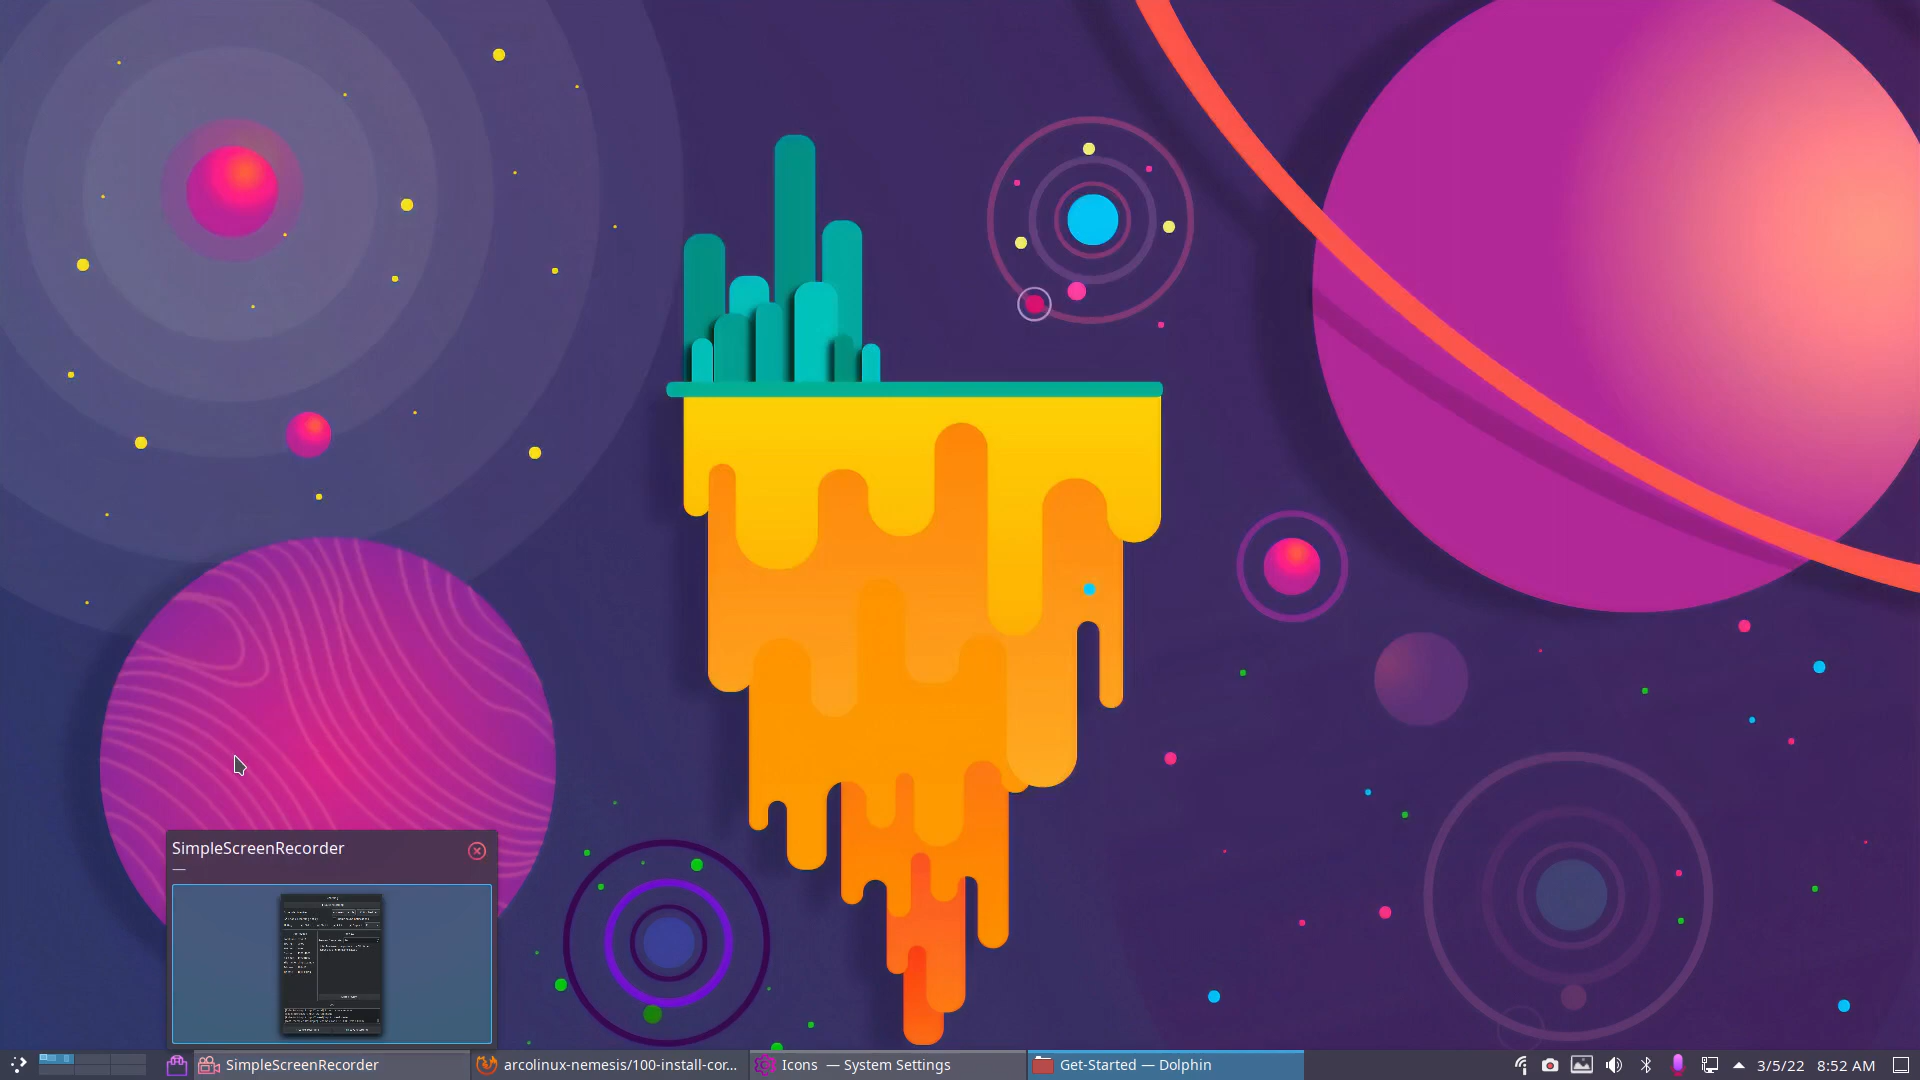 SimpleScreenRecorder
—
SimpleScreenRecorder
arcolinux-nemesis/100-install-cor...
Icons — System Settings
Get-Started — Dolphin
3/5/22
8:52 AM